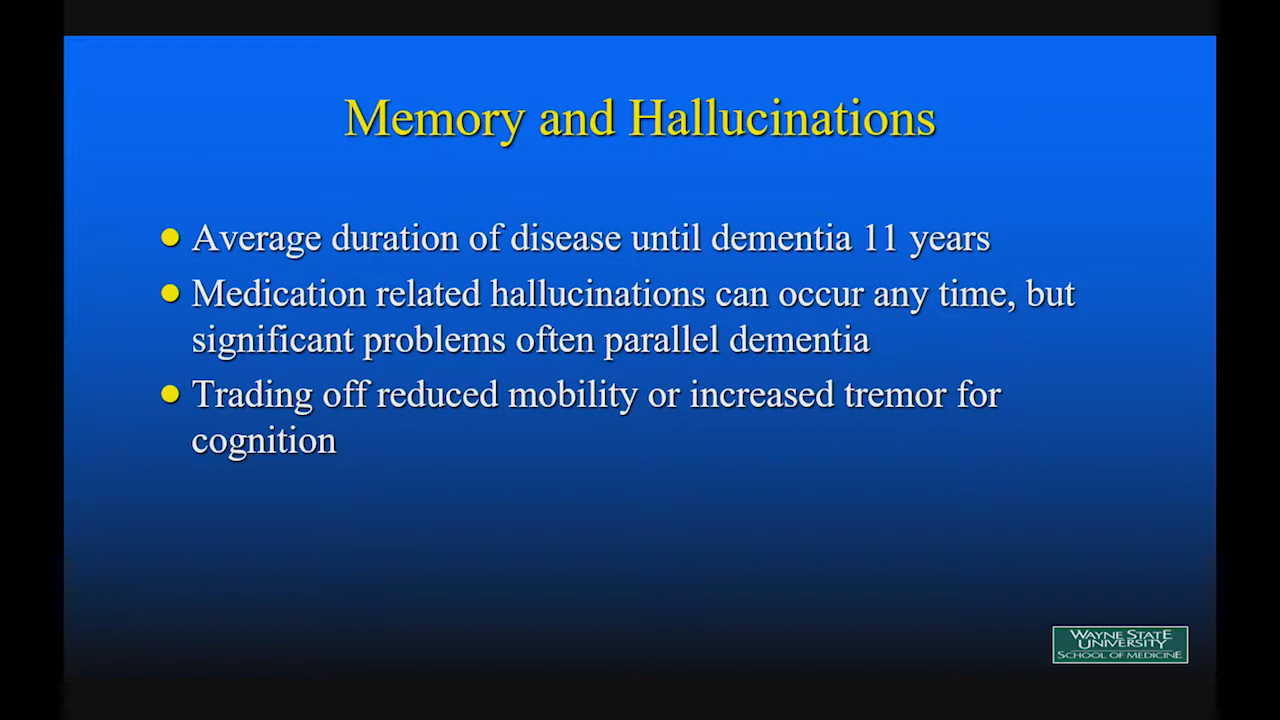 Memory and Hallucinations
Average duration of disease until dementia 11 years
Medication related hallucinations can occur any time, but
significant problems often parallel dementia
Trading off reduced mobility or increased tremor for
cognition
WAYNE STATE
UNIVERSITY
SCHOOL OF MEDICINE